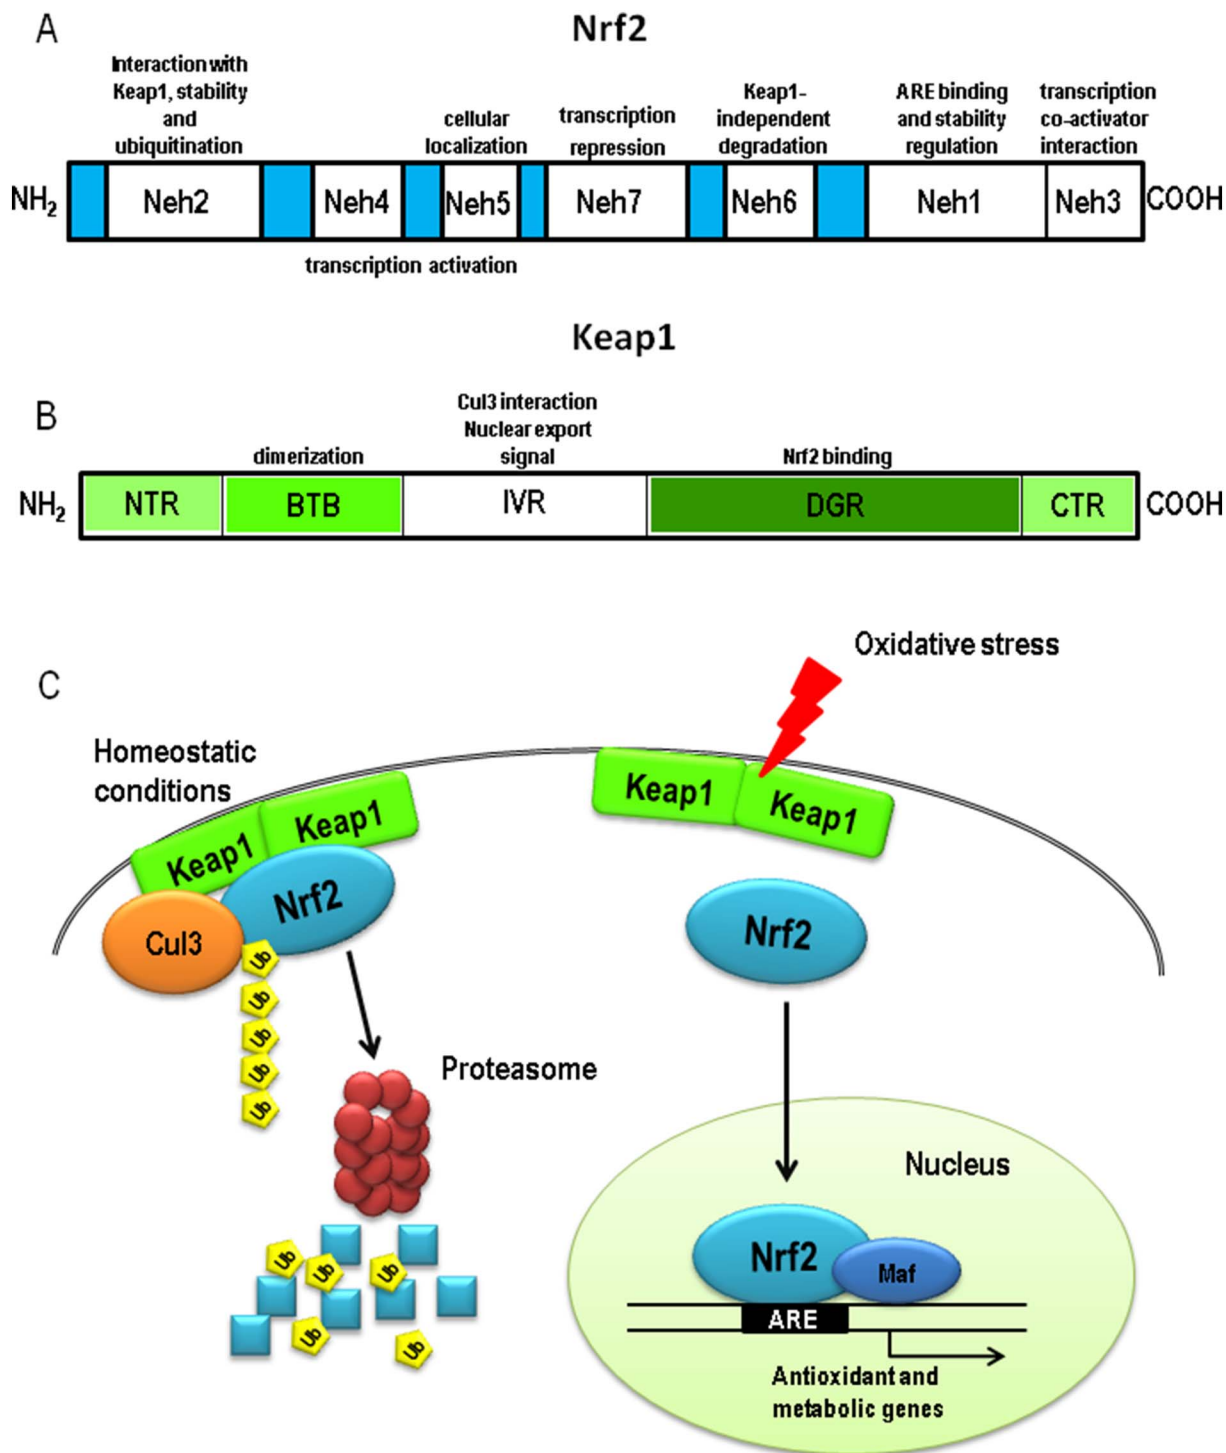 A
Nrf2
Interaction with
Keap1, stability
and
ubiquitination
cellular
localization
transcription
repression
Keap1-
independent
degradation
ARE binding
and stability
regulation
transcription
co-activator
interaction
NH2 Neh2 Neh4 Neh5 Neh7 Neh6 Neh1 Neh3 COOH
transcription activation
Keap1
B
dimerization
Cul3 interaction
Nuclear export
signal
Nrf2 binding
NH2 NTR BTB IVR DGR CTR COOH
C
Homeostatic
conditions
Keap1
Keap1
Nrf2
Cul3
Ub
Ub
Ub
Ub
Ub
Proteasome
Ub
Ub
Ub
Ub
Ub
Oxidative stress
Keap1
Keap1
Nrf2
Nucleus
Nrf2
Maf
ARE
Antioxidant and
metabolic genes